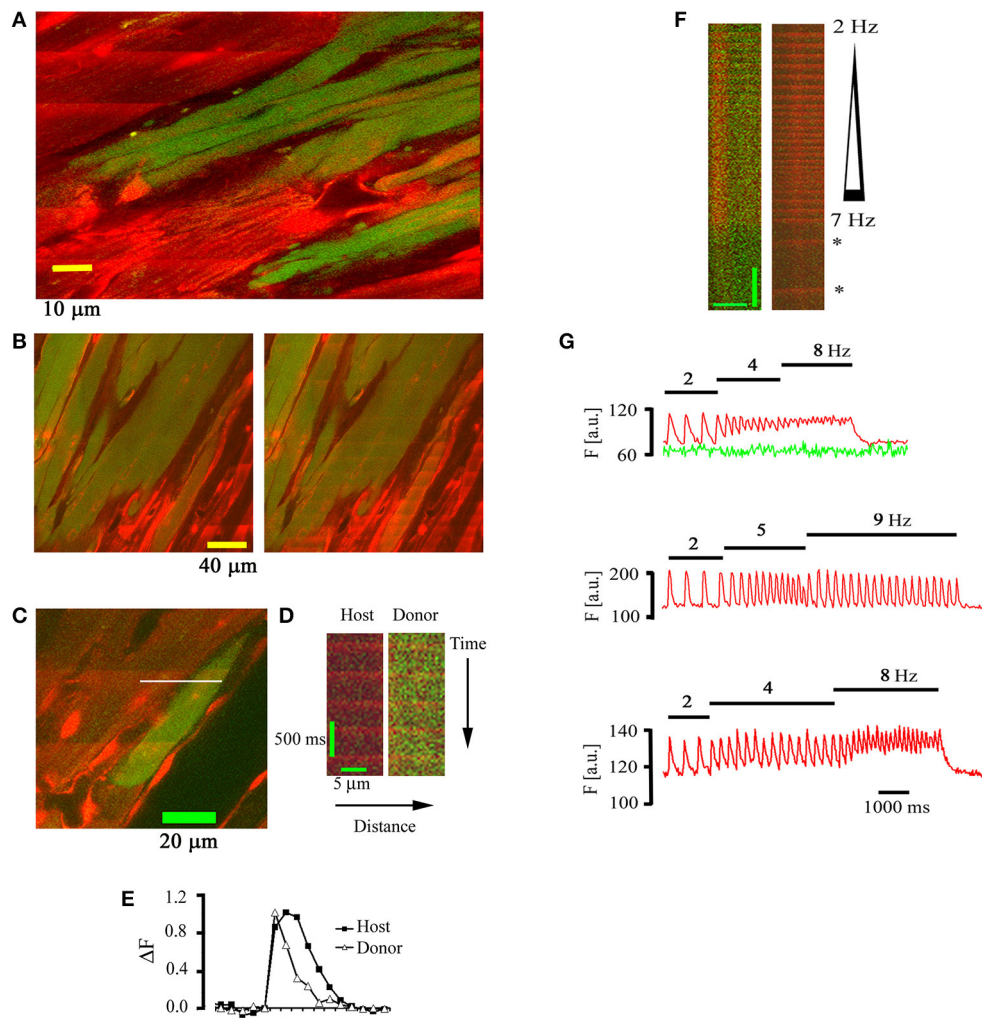 A
10 µm
B
40 µm
C
20 µm
D
Host Donor
Time
500 ms
5 µm
Distance
E
ΔF
1.2
0.8
0.4
0.0
Host
Donor
F
2 Hz
7 Hz
*
*
G
2 4 8 Hz
F [a.u.]
120
60
2 5 9 Hz
F [a.u.]
200
100
2 4 8 Hz
F [a.u.]
140
120
100
1000 ms